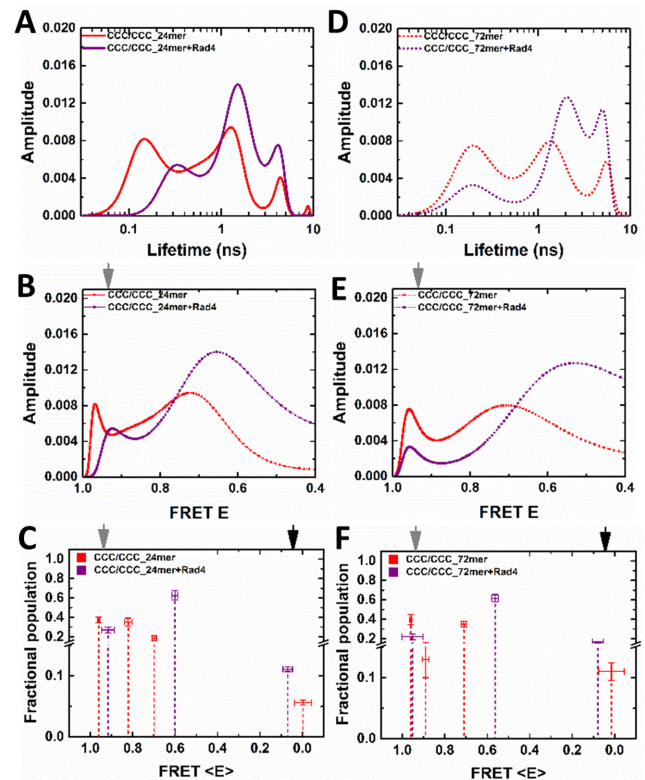 A
0.020
0.016
0.012
0.008
0.004
0.000
Amplitude
CCC/CCC_24mer
CCC/CCC_24mer+Rad4
0.1
1
10
Lifetime (ns)
D
0.020
0.016
0.012
0.008
0.004
0.000
Amplitude
CCC/CCC_72mer
CCC/CCC_72mer+Rad4
0.1
1
10
Lifetime (ns)
B
0.020
0.016
0.012
0.008
0.004
0.000
Amplitude
CCC/CCC_24mer
CCC/CCC_24mer+Rad4
1.0
0.8
0.6
0.4
FRET E
E
0.020
0.016
0.012
0.008
0.004
0.000
Amplitude
CCC/CCC_72mer
CCC/CCC_72mer+Rad4
1.0
0.8
0.6
0.4
FRET E
C
1.0
0.8
0.6
0.4
0.2
0.1
0.0
Fractional population
CCC/CCC_24mer
CCC/CCC_24mer+Rad4
1.0
0.8
0.6
0.4
0.2
0.0
FRET <E>
F
1.0
0.8
0.6
0.4
0.2
0.1
0.0
Fractional population
CCC/CCC_72mer
CCC/CCC_72mer+Rad4
1.0
0.8
0.6
0.4
0.2
0.0
FRET <E>